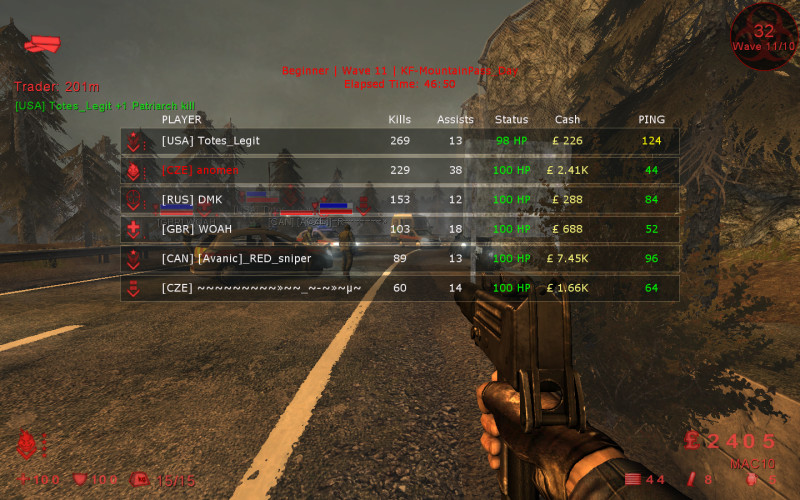 32
Wave 11/10
Beginner | Wave 11 |
Elapsed Time: 46:50
Trader: 201m
[USA] Totes_Legit +1 Patriarch kill
PLAYER Kills Assists Status Cash PING
[USA] Totes_Legit 269 13 98 HP £ 226 124
[CZE] anomen 229 38 100 HP £ 2.41K 44
[RUS] DMK 153 12 100 HP £ 288 84
[GBR] WOAH 103 18 100 HP £ 688 52
[CAN] [Avanic]_RED_sniper 89 13 100 HP £ 7.45K 96
[CZE] ~~~~~~~~~»~~_~-~»~µ~ 60 14 100 HP £ 1.66K 64
£ 2405
MAC10
100 100 15/15 44 8